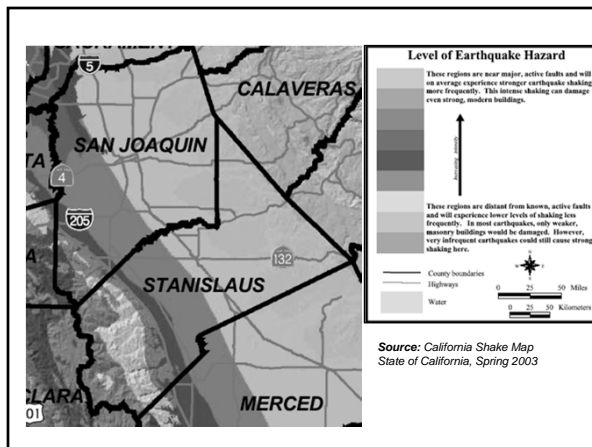 5
CALAVERAS
SAN JOAQUIN
4
205
132
STANISLAUS
CLARA
101
MERCED
Level of Earthquake Hazard
These regions are near major, active faults and will
on average experience stronger earthquake shaking
more frequently. This intense shaking can damage
even strong, modern buildings.
Increasing intensity
These regions are distant from known, active faults
and will experience lower levels of shaking less
frequently. In most earthquakes, only weaker,
masonry buildings would be damaged. However,
very infrequent earthquakes could still cause strong
shaking here.
County boundaries
Highways
Water
N
W E
S
0 25 50 Miles
0 25 50 Kilometers
Source: California Shake Map
State of California, Spring 2003